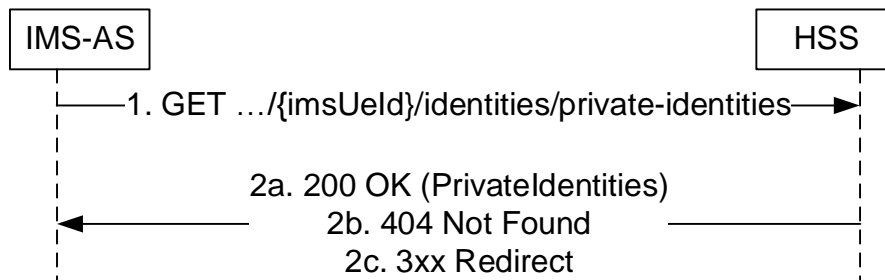 IMS-AS
HSS
1. GET …/{imsUeId}/identities/private-identities
2a. 200 OK (PrivateIdentities)
2b. 404 Not Found
2c. 3xx Redirect